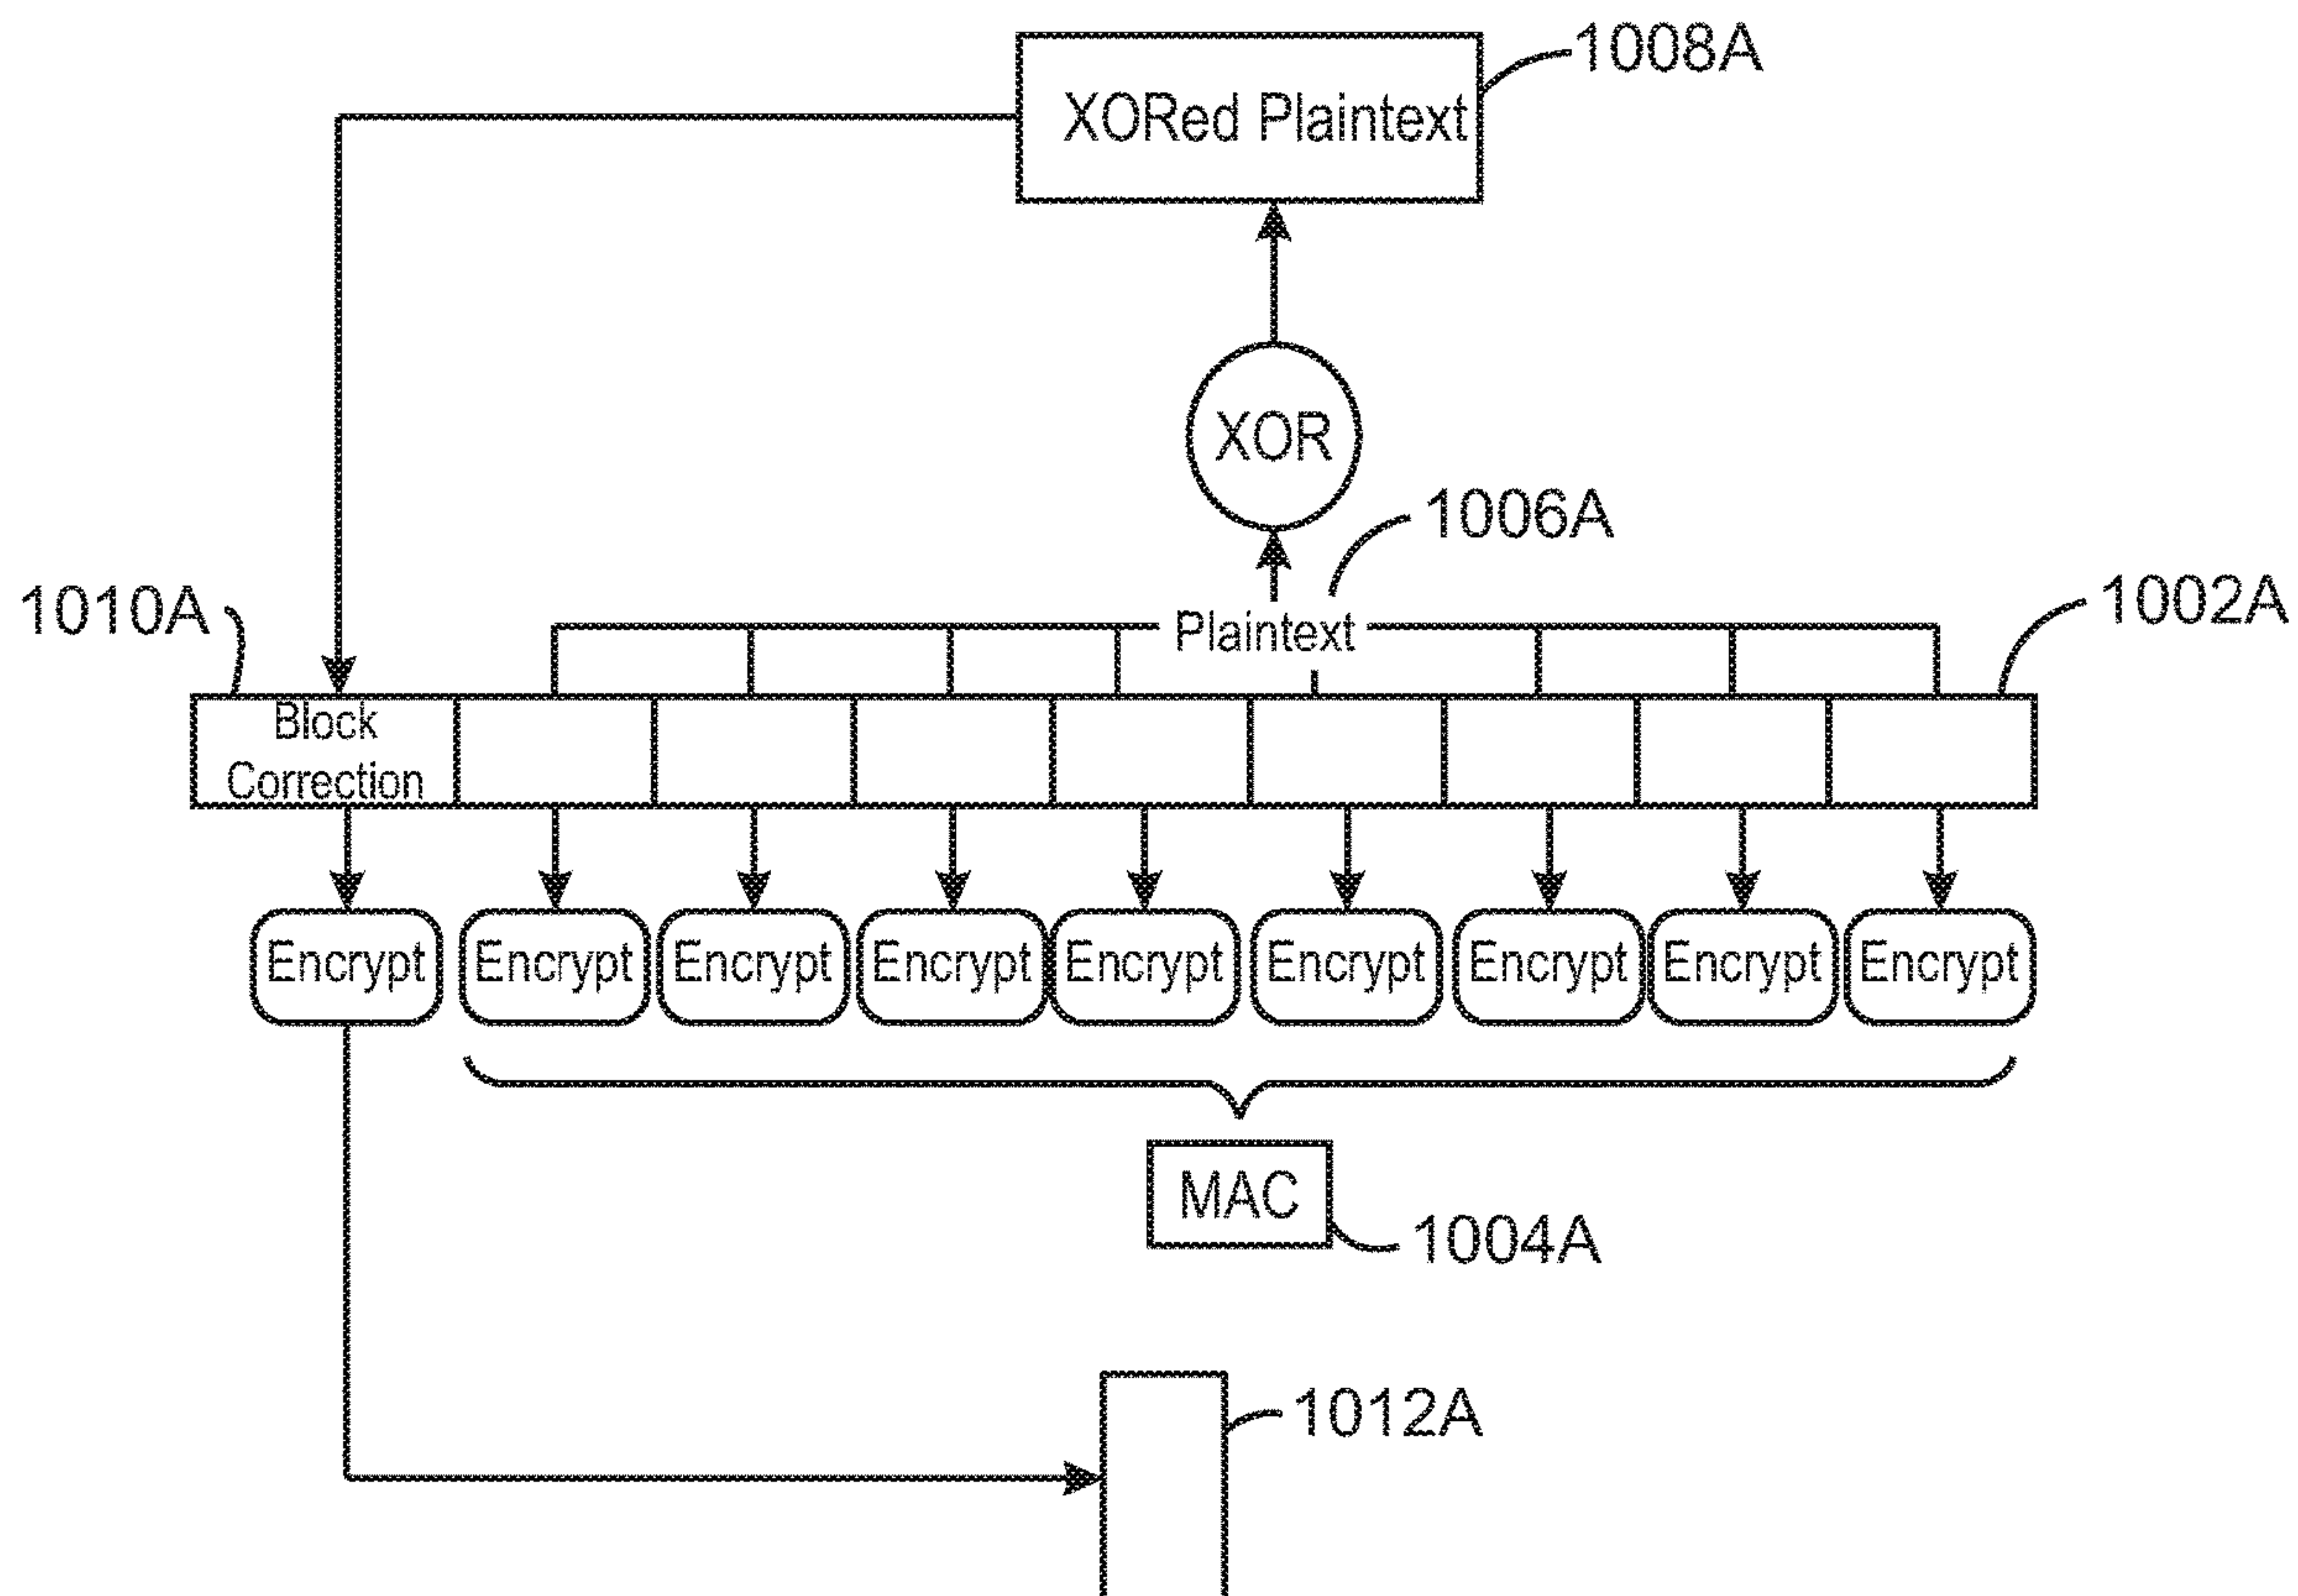 1008A
XORed Plaintext
XOR
1006A
1010A
1002A
Plaintext
Block
Correction
Encrypt Encrypt Encrypt Encrypt Encrypt Encrypt Encrypt Encrypt Encrypt
MAC
1004A
1012A